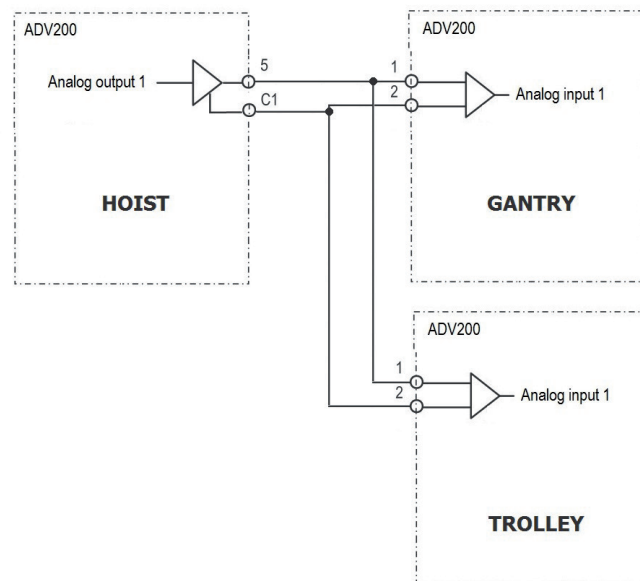 ADV200
Analog output 1
5
C1
HOIST
ADV200
1
2
Analog input 1
GANTRY
ADV200
1
2
Analog input 1
TROLLEY